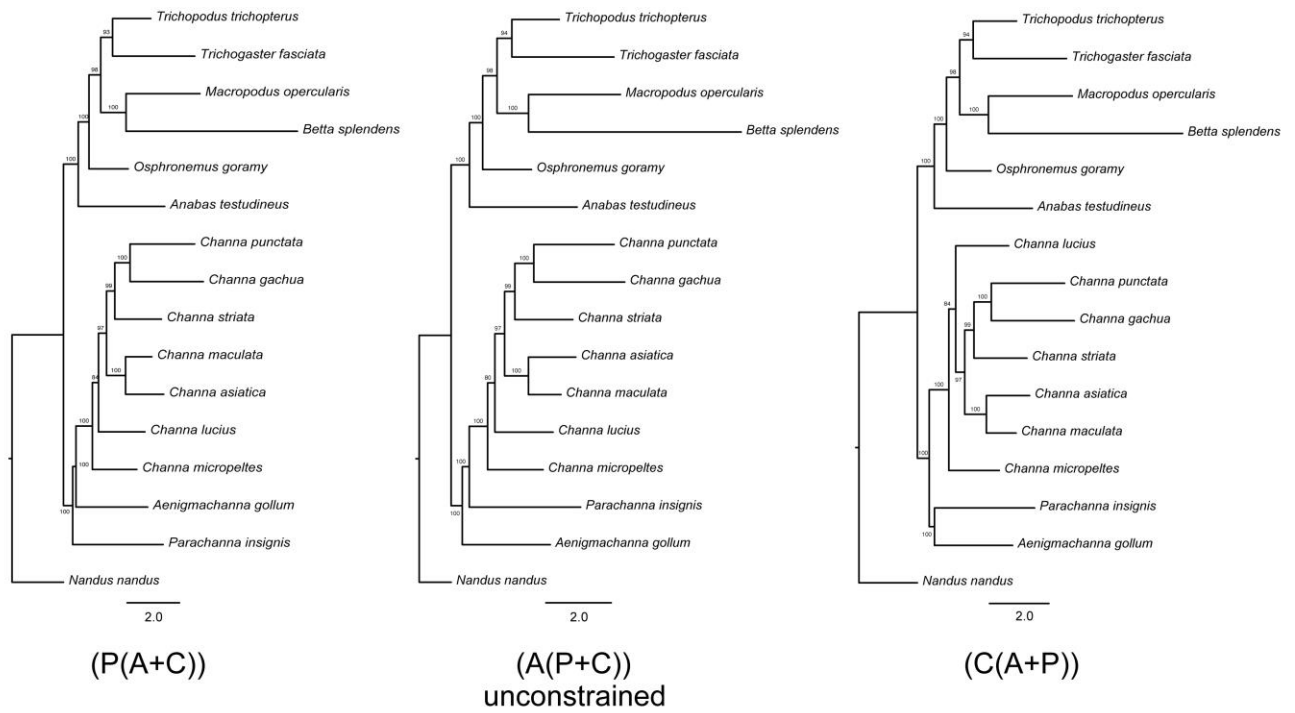 Trichopodus trichopterus
93
Trichogaster fasciata
98
Macropodus opercularis
100
Betta splendens
100
Osphronemus goramy
100
Anabas testudineus
Channa punctata
100
Channa gachua
99
Channa striata
97
Channa maculata
100
Channa asiatica
84
Channa lucius
100
Channa micropeltes
100
Aenigmachanna gollum
100
Parachanna insignis
Nandus nandus
2.0
(P(A+C))
Trichopodus trichopterus
94
Trichogaster fasciata
98
Macropodus opercularis
100
Betta splendens
100
Osphronemus goramy
100
Anabas testudineus
Channa punctata
100
Channa gachua
99
Channa striata
97
Channa asiatica
100
Channa maculata
80
Channa lucius
100
Channa micropeltes
100
Parachanna insignis
100
Aenigmachanna gollum
Nandus nandus
2.0
(A(P+C))
unconstrained
Trichopodus trichopterus
94
Trichogaster fasciata
98
Macropodus opercularis
100
Betta splendens
100
Osphronemus goramy
100
Anabas testudineus
Channa lucius
84
Channa punctata
100
Channa gachua
99
Channa striata
97
Channa asiatica
100
Channa maculata
100
Channa micropeltes
100
Parachanna insignis
100
Aenigmachanna gollum
Nandus nandus
2.0
(C(A+P))